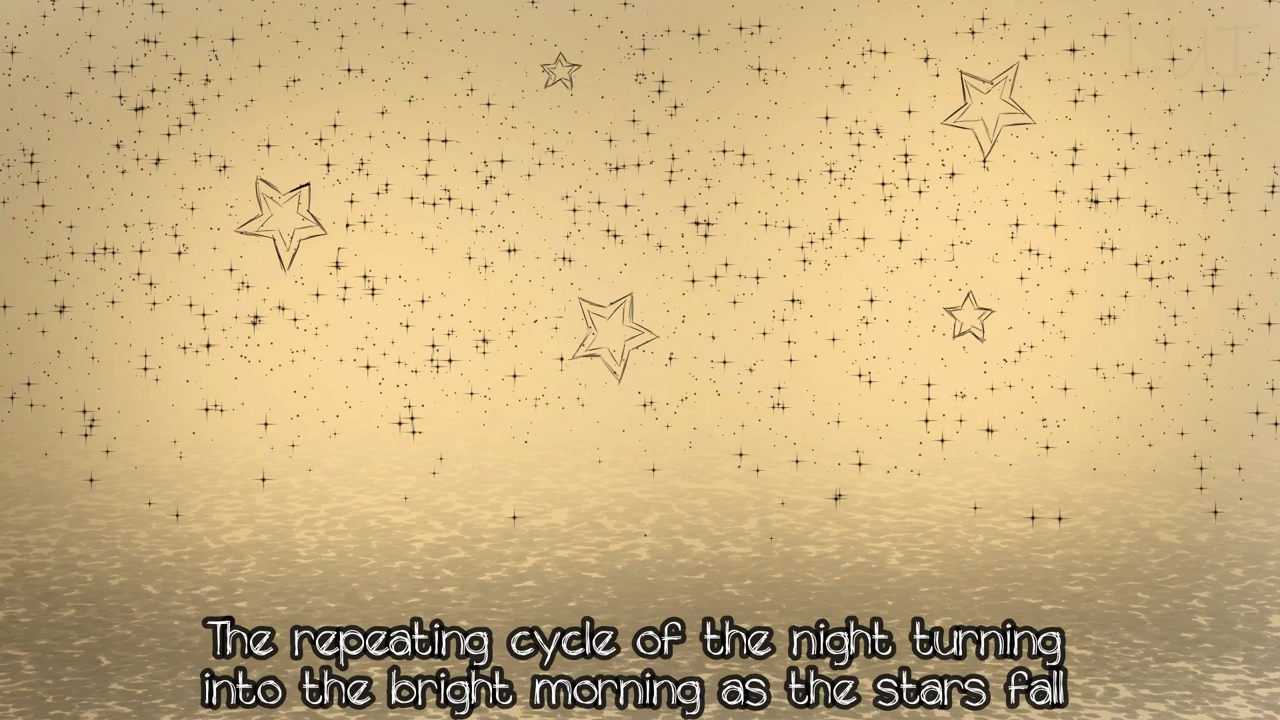 The repeating cycle of the night turning
into the bright morning as the stars fall